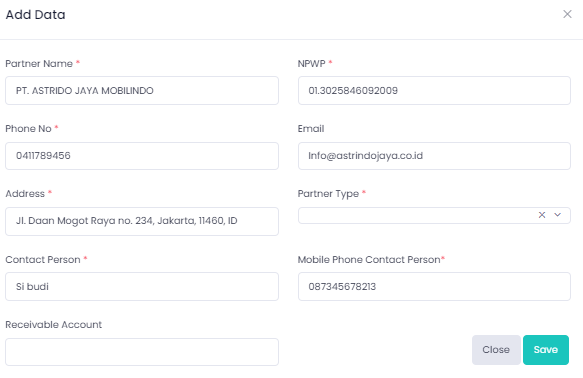 Add Data
Partner Name *
NPWP *
PT. ASTRIDO JAYA MOBILINDO
01.3025846092009
Phone No *
Email
0411789456
Info@astrindojaya.co.id
Address *
Partner Type *
Jl. Daan Mogot Raya no. 234, Jakarta, 11460, ID
Contact Person *
Mobile Phone Contact Person*
Si budi
087345678213
Receivable Account
Close
Save